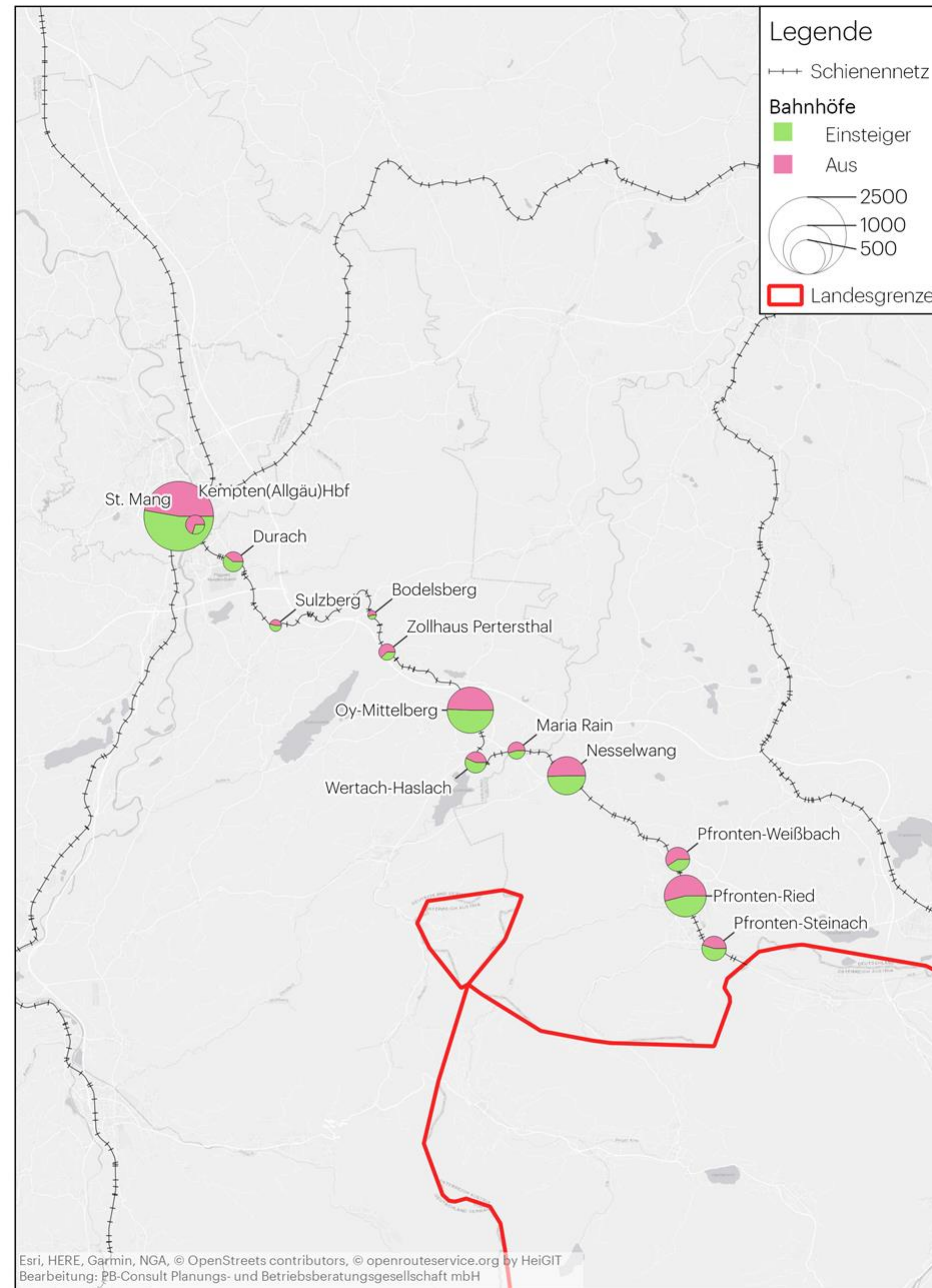 Legende
Schienennetz
Bahnhöfe
Einsteiger
Aus
2500
1000
500
Landesgrenze
Kempten(Allgäu)Hbf
St. Mang
Durach
Bodelsberg
Sulzberg
Zollhaus Pertersthal
Oy-Mittelberg
Maria Rain
Nesselwang
Wertach-Haslach
Pfronten-Weißbach
Pfronten-Ried
Pfronten-Steinach
Esri, HERE, Garmin, NGA, © OpenStreets contributors, © openrouteservice.org by HeiGIT
Bearbeitung: PB-Consult Planungs- und Betriebsberatungsgesellschaft mbH